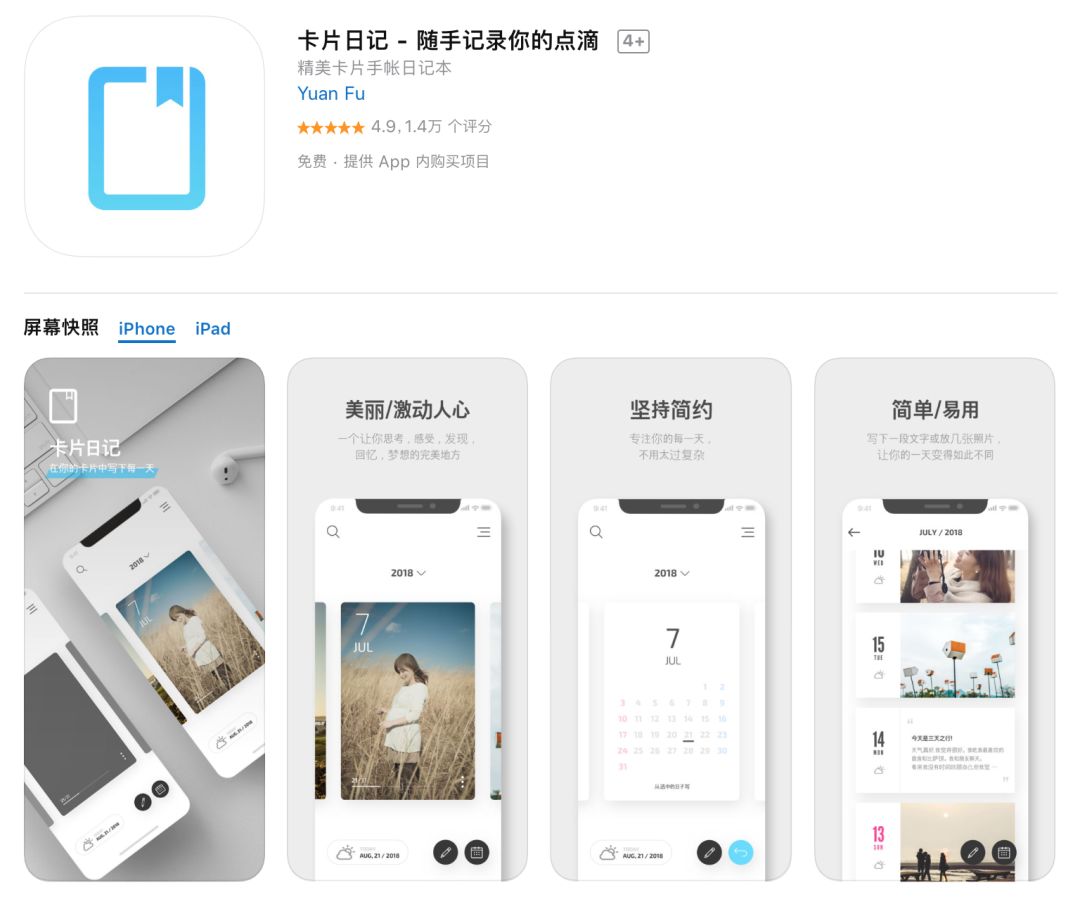 卡片日记 - 随手记录你的点滴 4+
精美卡片手帐日记本
Yuan Fu
4.9, 1.4万 个评分
免费 · 提供 App 内购买项目
屏幕快照 iPhone iPad
卡片日记
在你的卡片中写下每一天
2018
7
JUL
AUG, 21 / 2018
AUG, 21 / 2018
美丽/激动人心
一个让你思考，感受，发现，
回忆，梦想的完美地方
9:41
2018
7
JUL
21/31
TODAY
AUG, 21 / 2018
坚持简约
专注你的每一天，
不用太过复杂
9:41
2018
7
JUL
1 2
3 4 5 6 7 8 9
10 11 12 13 14 15 16
17 18 19 20 21 22 23
24 25 26 27 28 29 30
31
从选中的日子写
TODAY
AUG, 21 / 2018
简单/易用
写下一段文字或放几张照片，
让你的一天变得如此不同
9:41
JULY / 2018
16
WED
15
TUE
14
MON
今天是三天之行!
13
SUN